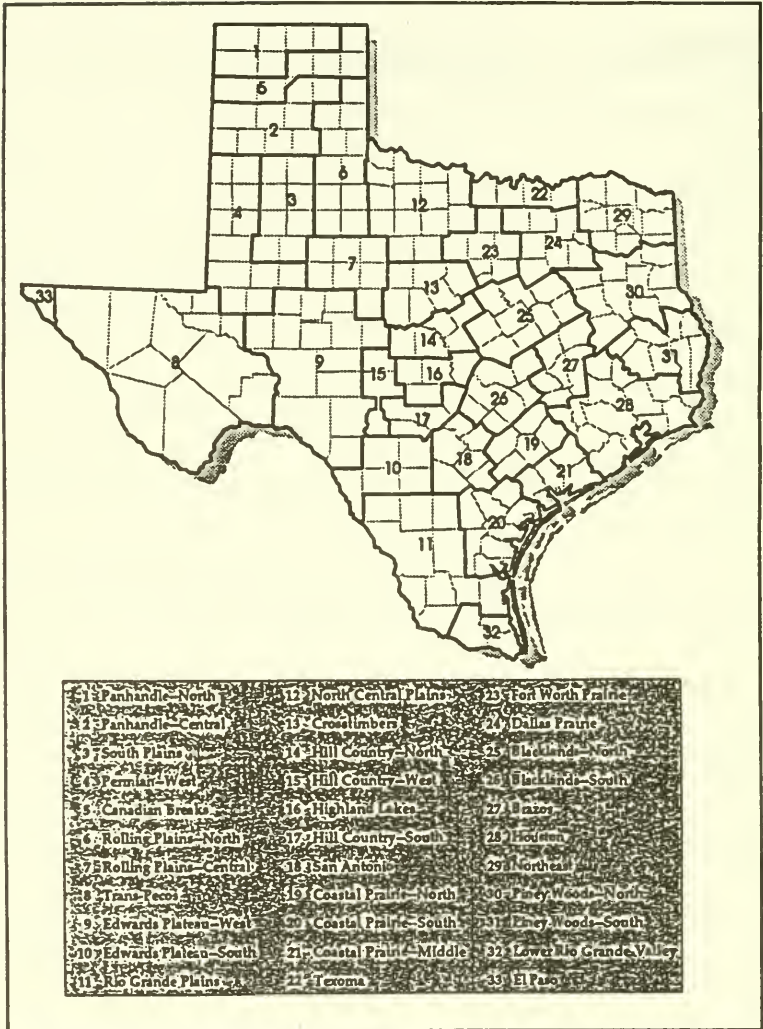 1
5
2
6
3
4
12
22
29
7
23
24
33
13
30
25
14
8
9
31
15
16
27
26
28
17
19
10
18
21
20
11
32
1 Panhandle–North
2 Panhandle–Central
3 South Plains
4 Permian–West
5 Canadian Breaks
6 Rolling Plains–North
7 Rolling Plains–Central
8 Trans-Pecos
9 Edwards Plateau–West
10 Edwards Plateau–South
11 Rio Grande Plains
12 North Central Plains
13 Crosstimbers
14 Hill Country–North
15 Hill Country–West
16 Highland Lakes
17 Hill Country–South
18 San Antonio
19 Coastal Prairie–North
20 Coastal Prairie–South
21 Coastal Prairie–Middle
22 Texoma
23 Fort Worth Prairie
24 Dallas Prairie
25 Blacklands–North
26 Blacklands–South
27 Brazos
28 Houston
29 Northeast
30 Piney Woods–North
31 Piney Woods–South
32 Lower Rio Grande Valley
33 El Paso